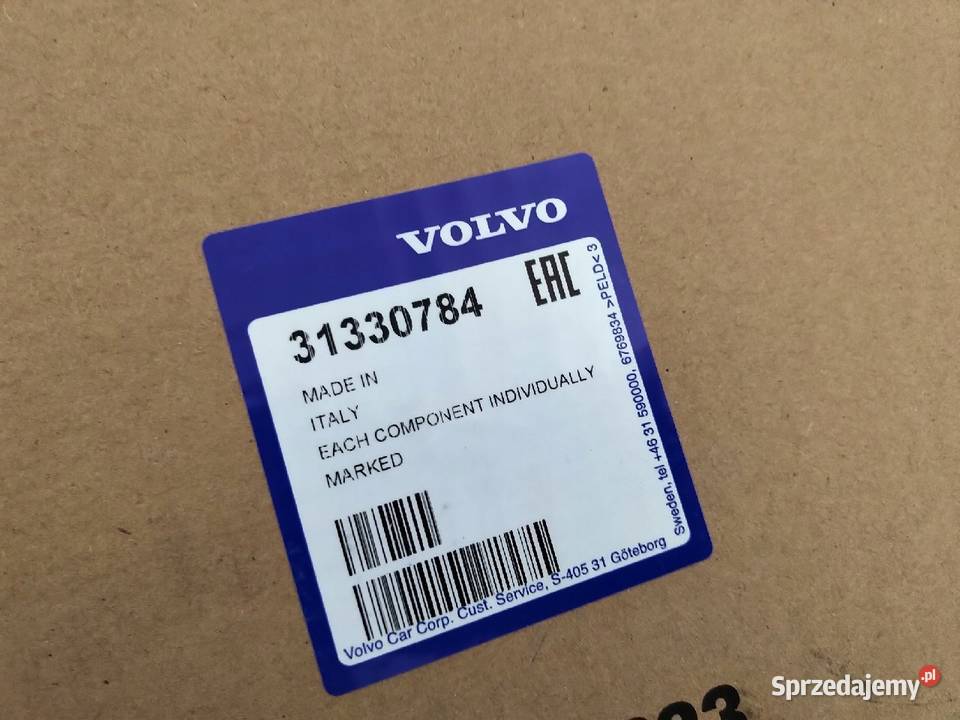 VOLVO
EAC
31330784
MADE IN
ITALY
EACH COMPONENT INDIVIDUALLY
MARKED
Volvo Car Corp. Cust. Service, S-405 31 Göteborg
Sweden, tel +46 31 590000, 6769834 >PELD< 3
Sprzedajemy.pl